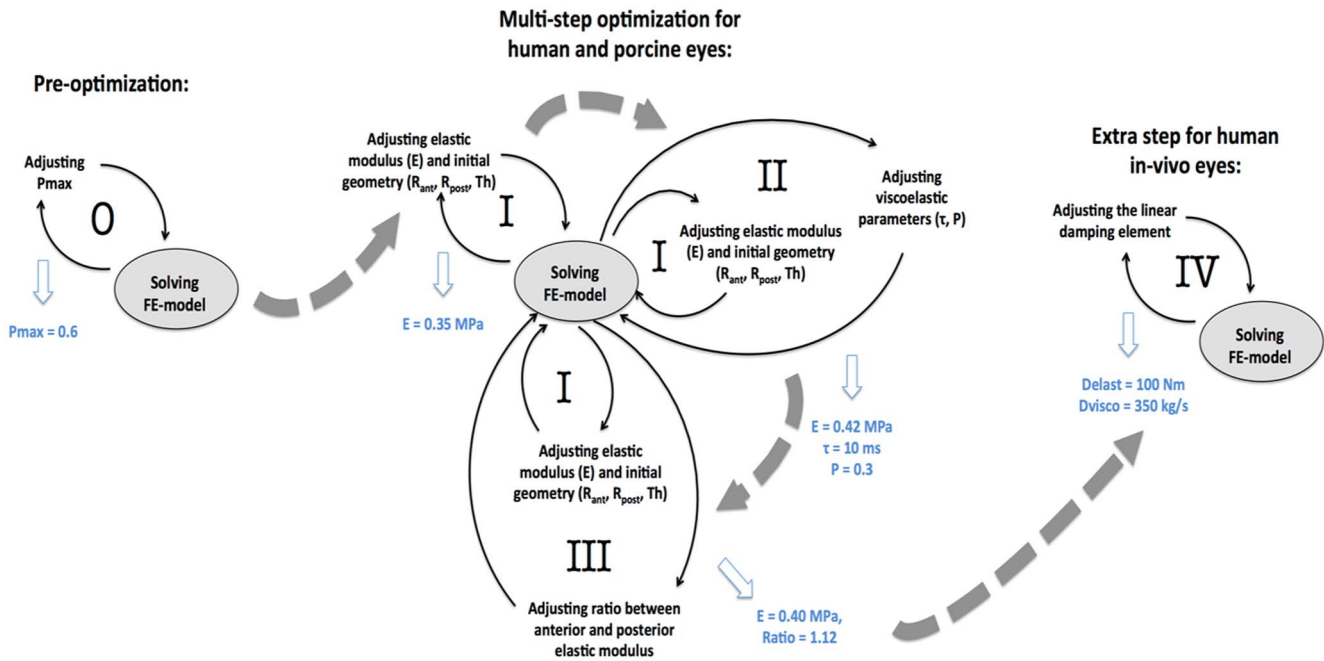 Pre-optimization:
Adjusting
Pmax
0
Solving
FE-model
Pmax = 0.6
Multi-step optimization for
human and porcine eyes:
Adjusting elastic
modulus (E) and initial
geometry (Rant, Rpost, Th)
I
Solving
FE-model
E = 0.35 MPa
II
I
Adjusting elastic modulus
(E) and initial geometry
(Rant, Rpost, Th)
Adjusting
viscoelastic
parameters (τ, P)
E = 0.42 MPa
τ = 10 ms
P = 0.3
I
Adjusting elastic
modulus (E) and initial
geometry (Rant, Rpost, Th)
III
Adjusting ratio between
anterior and posterior
elastic modulus
E = 0.40 MPa,
Ratio = 1.12
Extra step for human
in-vivo eyes:
Adjusting the linear
damping element
IV
Solving
FE-model
Delast = 100 Nm
Dvisco = 350 kg/s